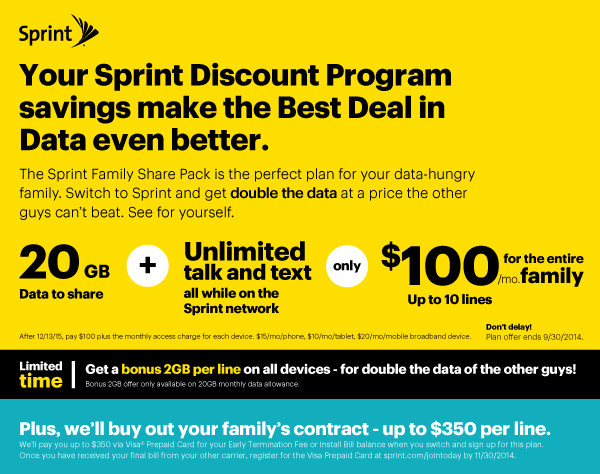 Sprint
Your Sprint Discount Program
savings make the Best Deal in
Data even better.
The Sprint Family Share Pack is the perfect plan for your data-hungry
family. Switch to Sprint and get double the data at a price the other
guys can't beat. See for yourself.
20 GB
Data to share
+
Unlimited
talk and text
all while on the
Sprint network
only
$100/mo. for the entire family
Up to 10 lines
After 12/13/15, pay $100 plus the monthly access charge for each device. $15/mo/phone, $10/mo/tablet, $20/mo/mobile broadband device.
Don't delay!
Plan offer ends 9/30/2014.
Limited
time
Get a bonus 2GB per line on all devices - for double the data of the other guys!
Bonus 2GB offer only available on 20GB monthly data allowance.
Plus, we'll buy out your family's contract - up to $350 per line.
We'll pay you up to $350 via Visa® Prepaid Card for your Early Termination Fee or Install Bill balance when you switch and sign up for this plan.
Once you have received your final bill from your other carrier, register for the Visa Prepaid Card at sprint.com/jointoday by 11/30/2014.